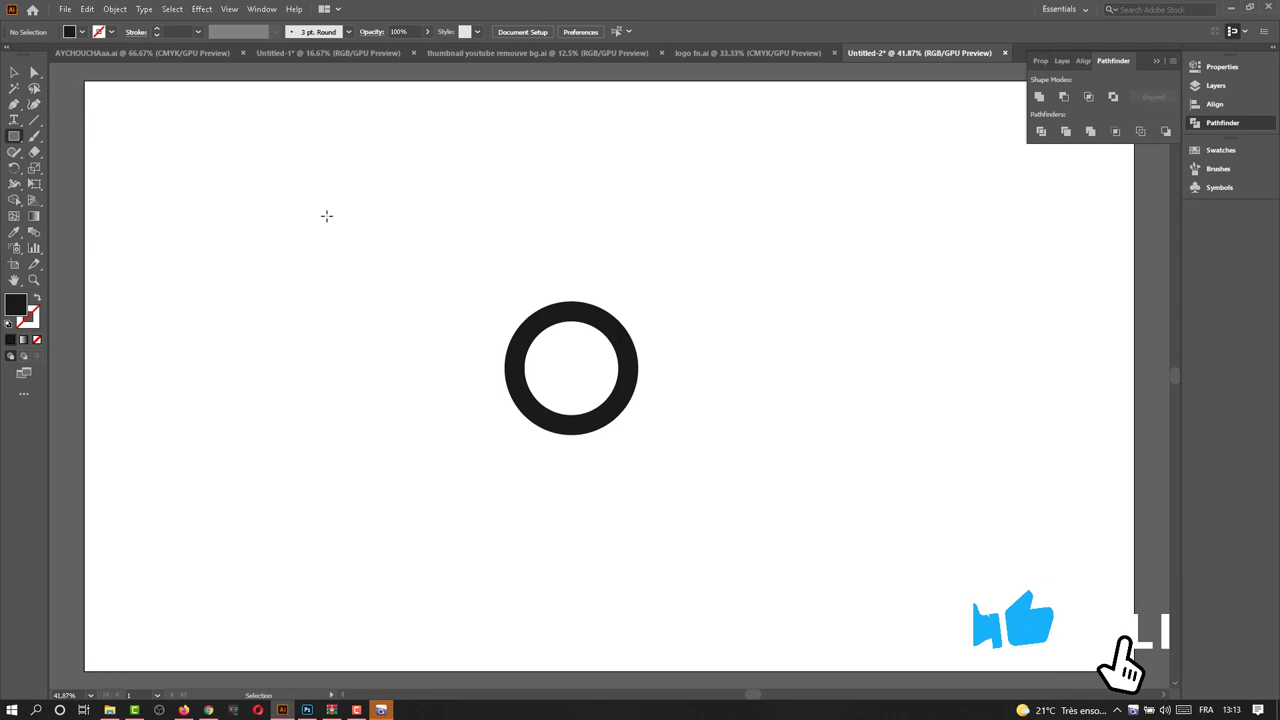 File Edit Object Type Select Effect View Window Help
Essentials
Search Adobe Stock
No Selection
Stroke:
3 pt. Round
Opacity: 100%
Style:
Document Setup
Preferences
AYCHOUCHAaa.ai @ 66.67% (CMYK/GPU Preview)
Untitled-1* @ 16.67% (RGB/GPU Preview)
thumbnail youtube remouve bg.ai @ 12.5% (RGB/GPU Preview)
logo fn.ai @ 33.33% (CMYK/GPU Preview)
Untitled-2* @ 41.87% (RGB/GPU Preview)
Prop Layer Align Pathfinder
Shape Modes:
Expand
Pathfinders:
Properties
Layers
Align
Pathfinder
Swatches
Brushes
Symbols
LI
41,87%
1
Selection
21°C Très enso...
FRA
13:13